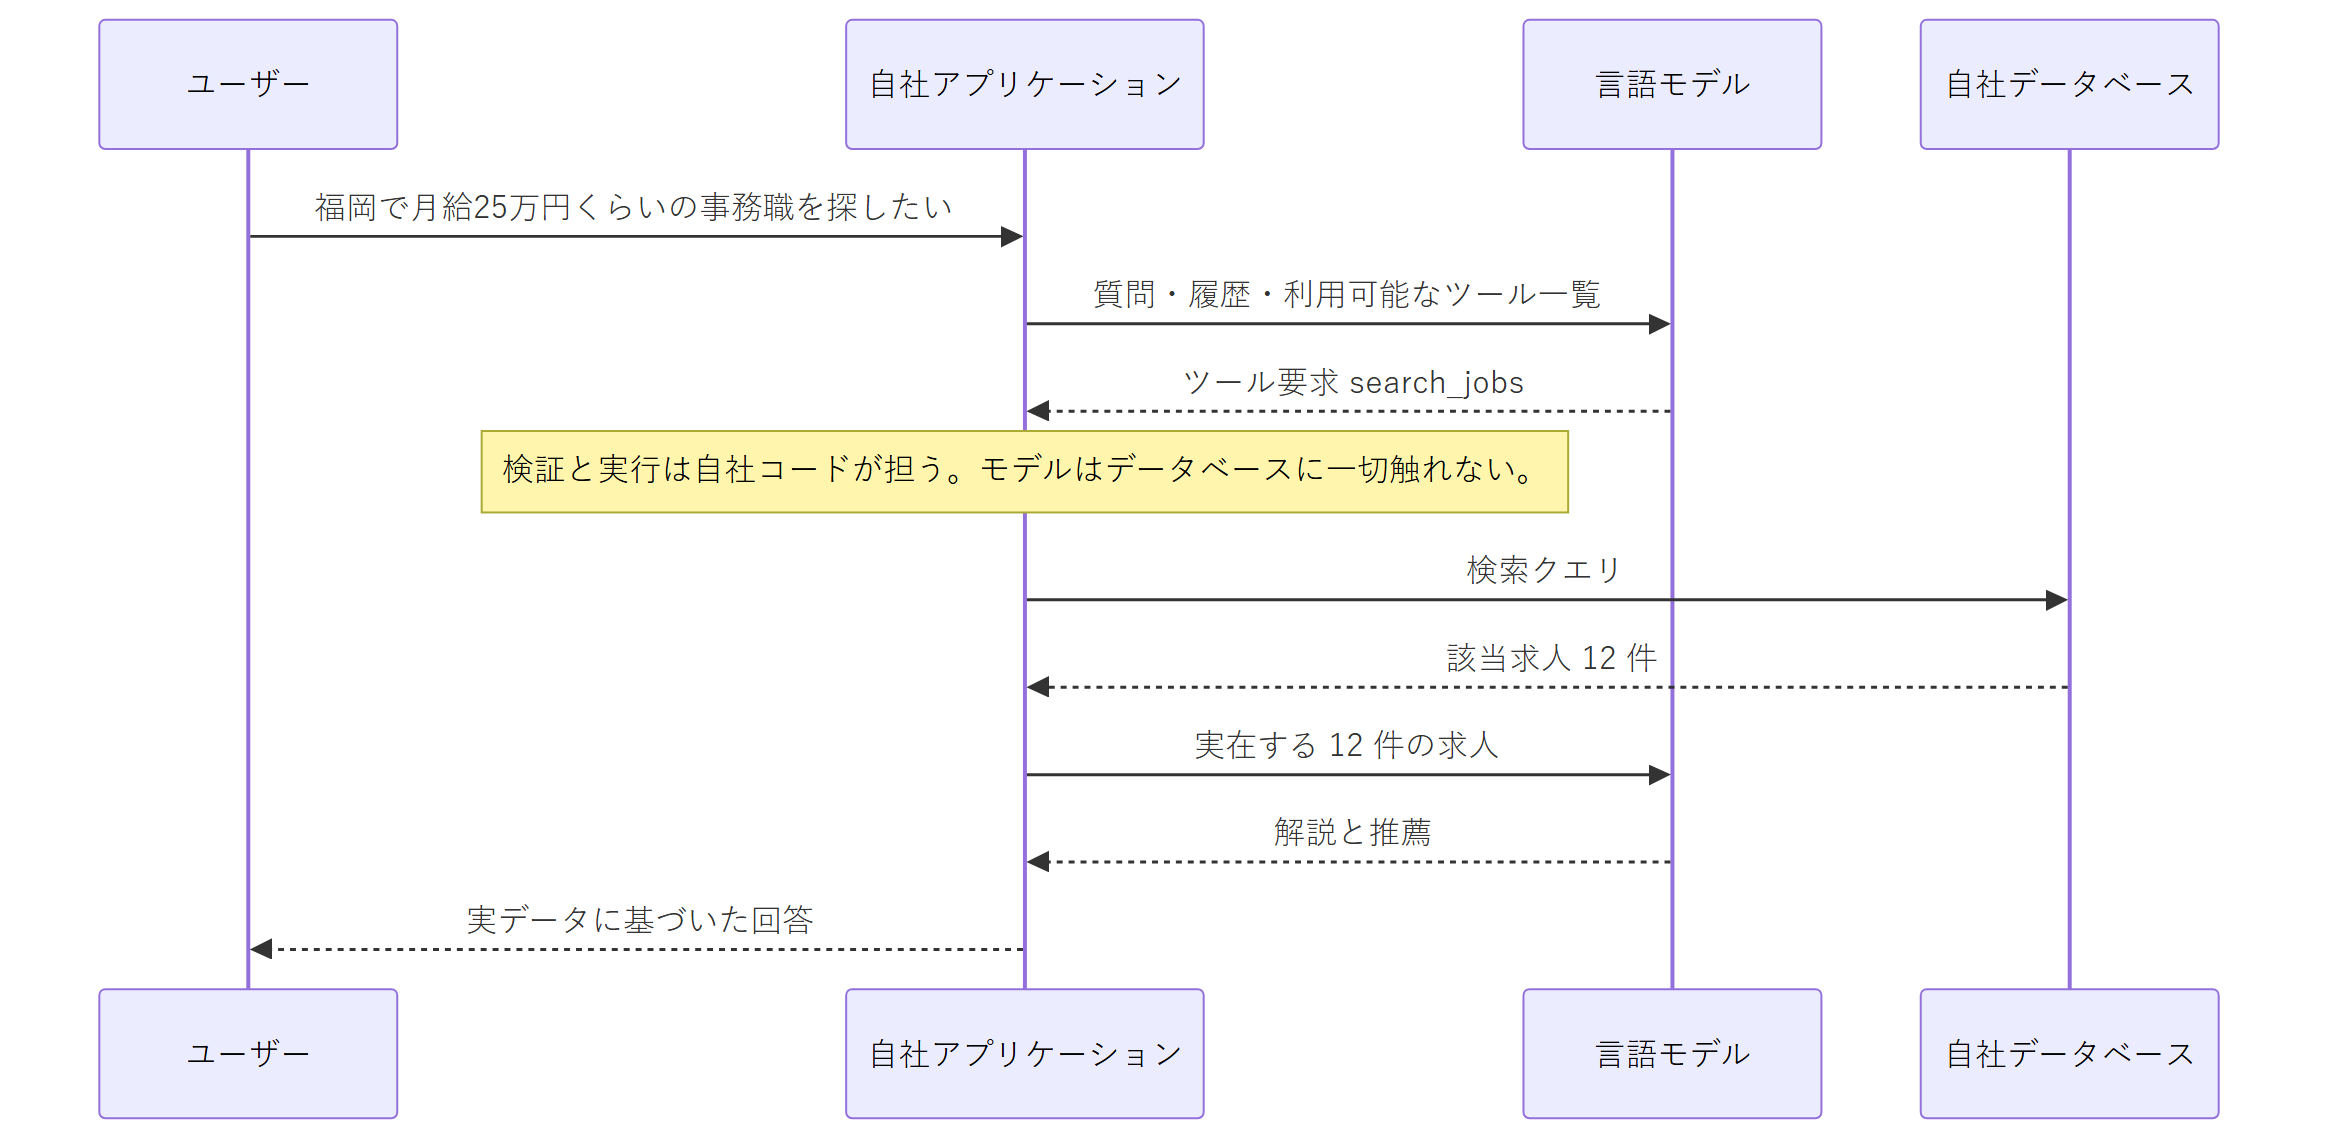 ユーザー
自社アプリケーション
言語モデル
自社データベース
福岡で月給25万円くらいの事務職を探したい
質問・履歴・利用可能なツール一覧
ツール要求 search_jobs
検証と実行は自社コードが担う。モデルはデータベースに一切触れない。
検索クエリ
該当求人 12 件
実在する 12 件の求人
解説と推薦
実データに基づいた回答
ユーザー
自社アプリケーション
言語モデル
自社データベース